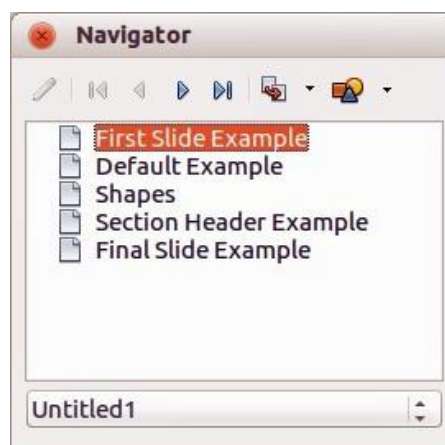 Navigator
First Slide Example
Default Example
Shapes
Section Header Example
Final Slide Example
Untitled1